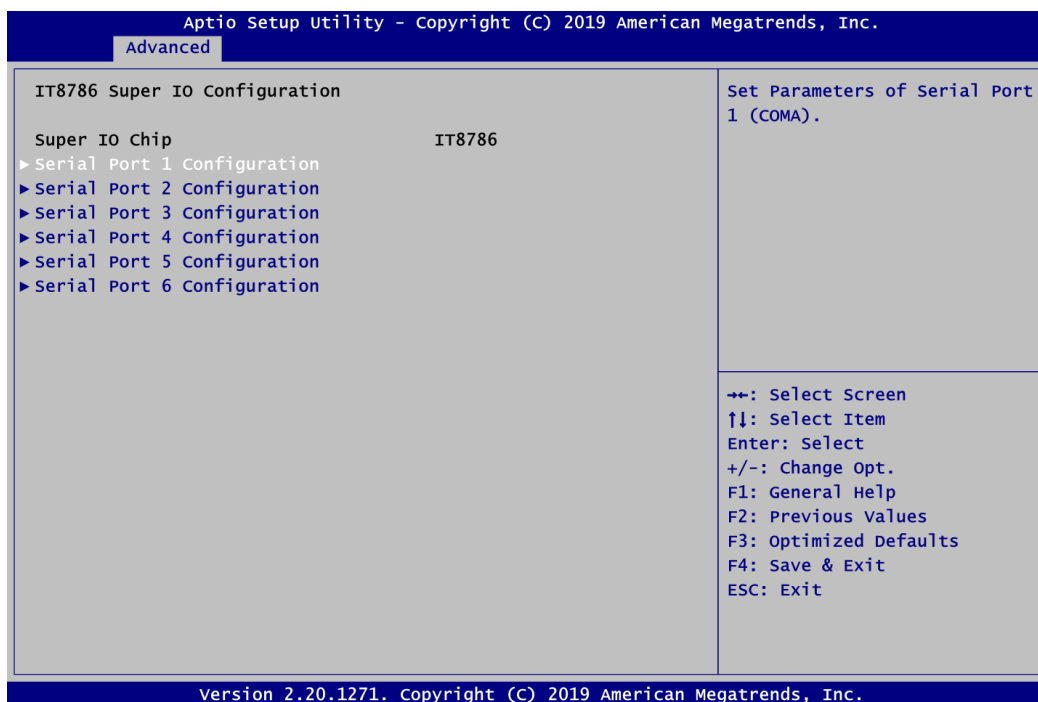 Aptio Setup Utility - Copyright (C) 2019 American Megatrends, Inc.
Advanced
IT8786 Super IO Configuration
Super IO Chip IT8786
►Serial Port 1 Configuration
►Serial Port 2 Configuration
►Serial Port 3 Configuration
►Serial Port 4 Configuration
►Serial Port 5 Configuration
►Serial Port 6 Configuration
Set Parameters of Serial Port
1 (COMA).
→←: Select Screen
↑↓: Select Item
Enter: Select
+/-: Change Opt.
F1: General Help
F2: Previous Values
F3: Optimized Defaults
F4: Save & Exit
ESC: Exit
Version 2.20.1271. Copyright (C) 2019 American Megatrends, Inc.